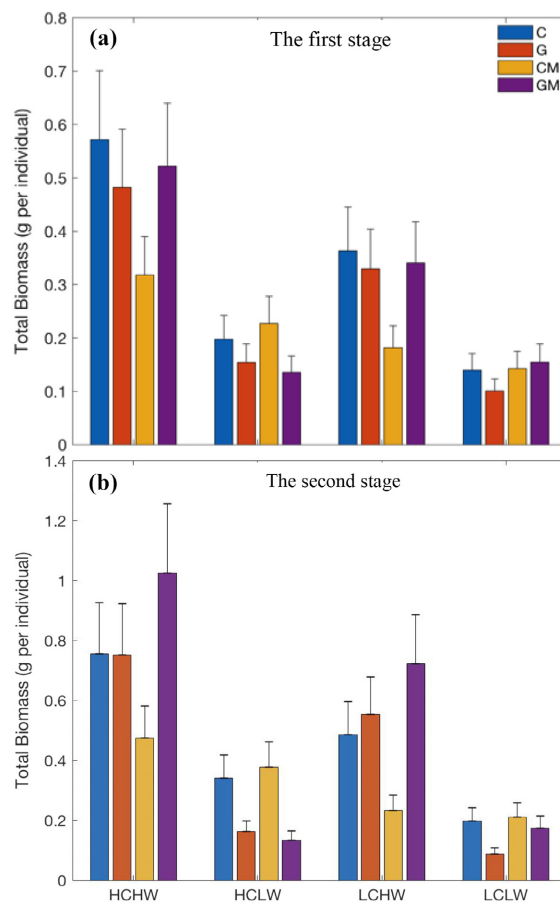 0.8
(a)
The first stage
C
G
CM
GM
0.7
0.6
0.5
0.4
0.3
0.2
0.1
0
Total Biomass (g per individual)
1.4
(b)
The second stage
1.2
1
0.8
0.6
0.4
0.2
0
Total Biomass (g per individual)
HCHW HCLW LCHW LCLW